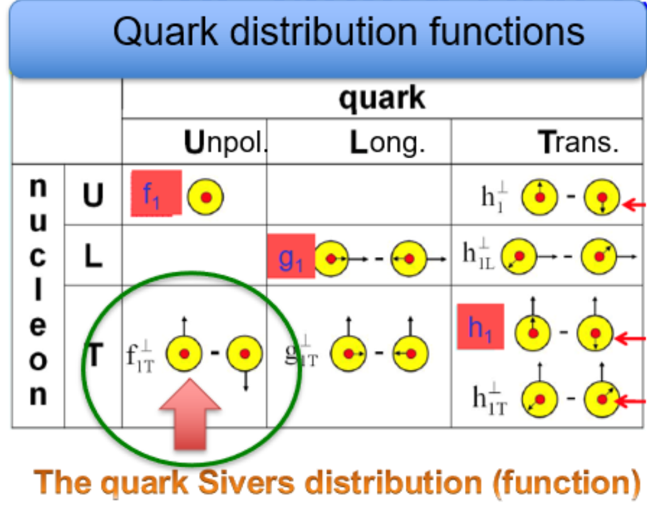 Quark distribution functions
quark
Unpol. Long. Trans.
nucleon
U f₁ h₁⊥ -
L g₁ - h₁L⊥ -
T f₁T⊥ - g₁T⊥ - h₁ -
h₁T⊥ -
The quark Sivers distribution (function)